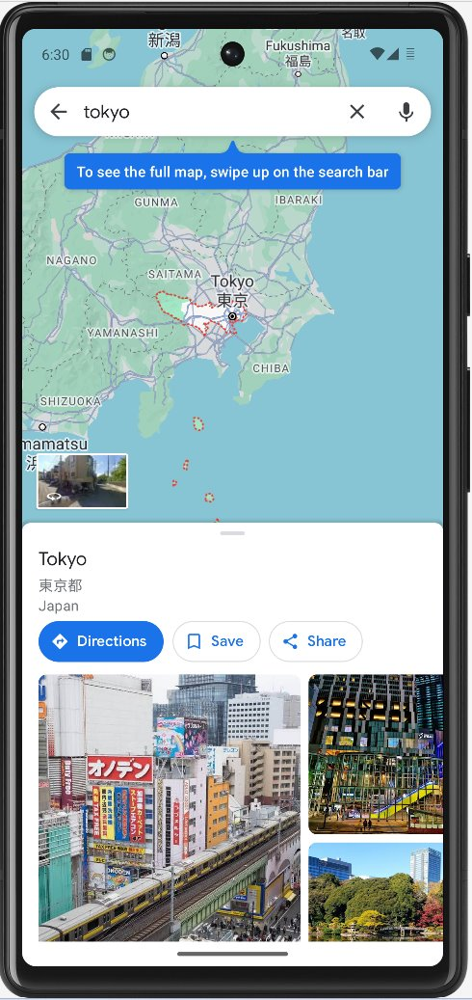 6:30
新潟
Fukushima
福島
名取
tokyo
To see the full map, swipe up on the search bar
GUNMA
IBARAKI
NAGANO
SAITAMA
Tokyo
東京
YAMANASHI
CHIBA
SHIZUOKA
mamatsu
浜
Tokyo
東京都
Japan
Directions
Save
Share
オノデン
ONODEN